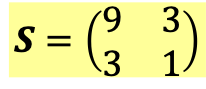 S = (9 3
3 1)